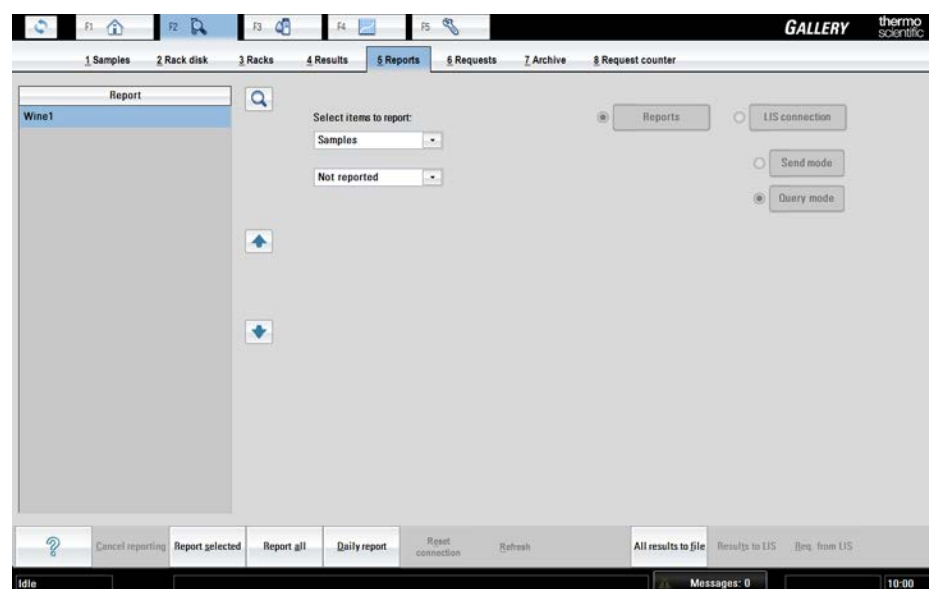 F1 F2 F3 F4 F5 GALLERY thermo
scientific
1 Samples 2 Rack disk 3 Racks 4 Results 5 Reports 6 Requests 7 Archive 8 Request counter
Report
Wine1
Select items to report:
Samples
Not reported
Reports LIS connection
Send mode
Query mode
? Cancel reporting Report selected Report all Daily report Reset
connection Refresh All results to file Results to LIS Req. from LIS
Idle Messages: 0 10:00